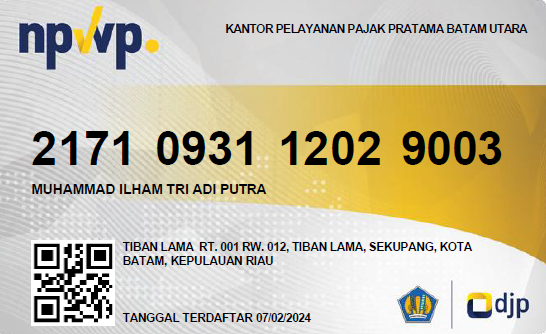 npwp.
KANTOR PELAYANAN PAJAK PRATAMA BATAM UTARA
2171 0931 1202 9003
MUHAMMAD ILHAM TRI ADI PUTRA
TIBAN LAMA RT. 001 RW. 012, TIBAN LAMA, SEKUPANG, KOTA
BATAM, KEPULAUAN RIAU
TANGGAL TERDAFTAR 07/02/2024
djp